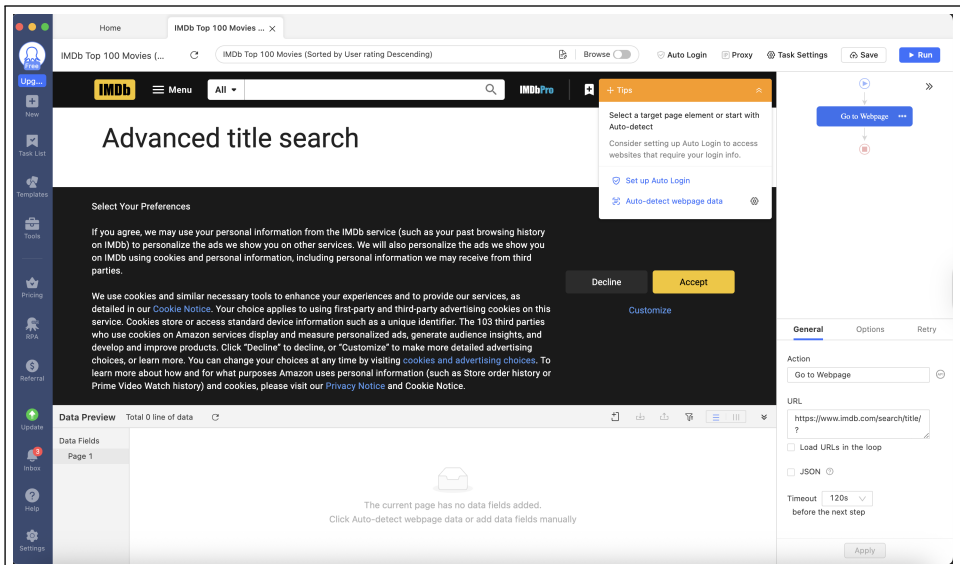 Home
IMDb Top 100 Movies ...
Free
IMDb Top 100 Movies (...
IMDb Top 100 Movies (Sorted by User rating Descending)
Browse
Auto Login
Proxy
Task Settings
Save
Run
Upg...
New
Task List
Templates
Tools
Pricing
RPA
Referral
Update
3
Inbox
Help
Settings
IMDb
Menu
All
IMDbPro
Advanced title search
Tips
Select a target page element or start with
Auto-detect
Consider setting up Auto Login to access
websites that require your login info.
Set up Auto Login
Auto-detect webpage data
Select Your Preferences
If you agree, we may use your personal information from the IMDb service (such as your past browsing history
on IMDb) to personalize the ads we show you on other services. We will also personalize the ads we show you
on IMDb using cookies and personal information, including personal information we may receive from third
parties.
We use cookies and similar necessary tools to enhance your experiences and to provide our services, as
detailed in our Cookie Notice. Your choice applies to using first-party and third-party advertising cookies on this
service. Cookies store or access standard device information such as a unique identifier. The 103 third parties
who use cookies on Amazon services display and measure personalized ads, generate audience insights, and
develop and improve products. Click "Decline" to decline, or "Customize" to make more detailed advertising
choices, or learn more. You can change your choices at any time by visiting cookies and advertising choices. To
learn more about how and for what purposes Amazon uses personal information (such as Store order history or
Prime Video Watch history) and cookies, please visit our Privacy Notice and Cookie Notice.
Decline
Accept
Customize
Go to Webpage
General
Options
Retry
Action
Go to Webpage
URL
https://www.imdb.com/search/title/
?
Load URLs in the loop
JSON
Timeout
120s
before the next step
Apply
Data Preview
Total 0 line of data
Data Fields
Page 1
The current page has no data fields added.
Click Auto-detect webpage data or add data fields manually